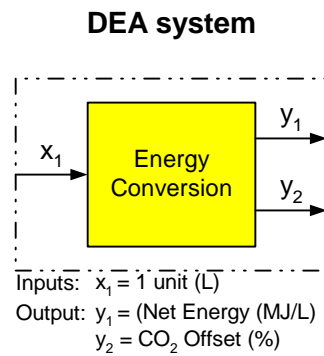 DEA system
y₁
x₁
Energy
Conversion
y₂
Inputs: x₁ = 1 unit (L)
Output: y₁ = (Net Energy (MJ/L)
y₂ = CO₂ Offset (%)